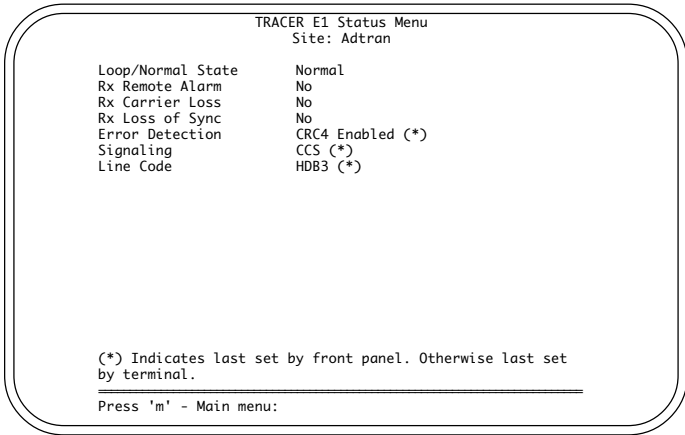 TRACER E1 Status Menu
Site: Adtran
Loop/Normal State Normal
Rx Remote Alarm No
Rx Carrier Loss No
Rx Loss of Sync No
Error Detection CRC4 Enabled (*)
Signaling CCS (*)
Line Code HDB3 (*)
(*) Indicates last set by front panel. Otherwise last set
by terminal.
Press 'm' - Main menu: